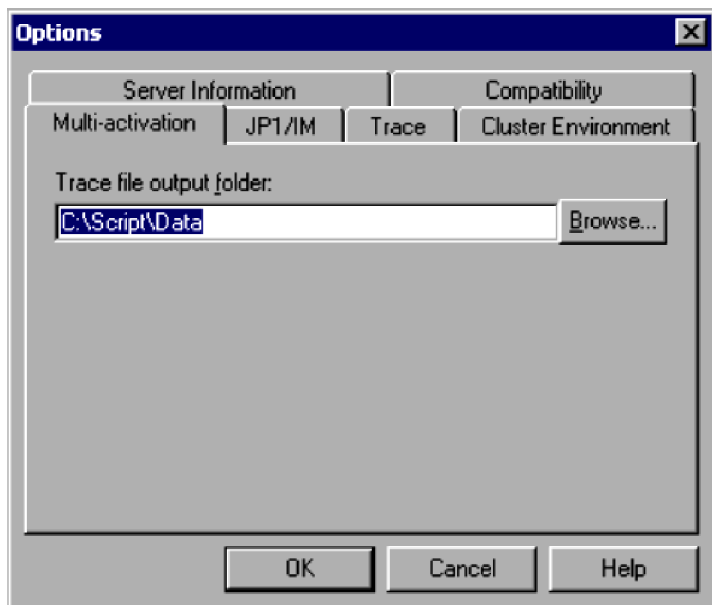 Options
Server Information Compatibility
Multi-activation JP1/IM Trace Cluster Environment
Trace file output folder:
C:\Script\Data Browse...
OK Cancel Help